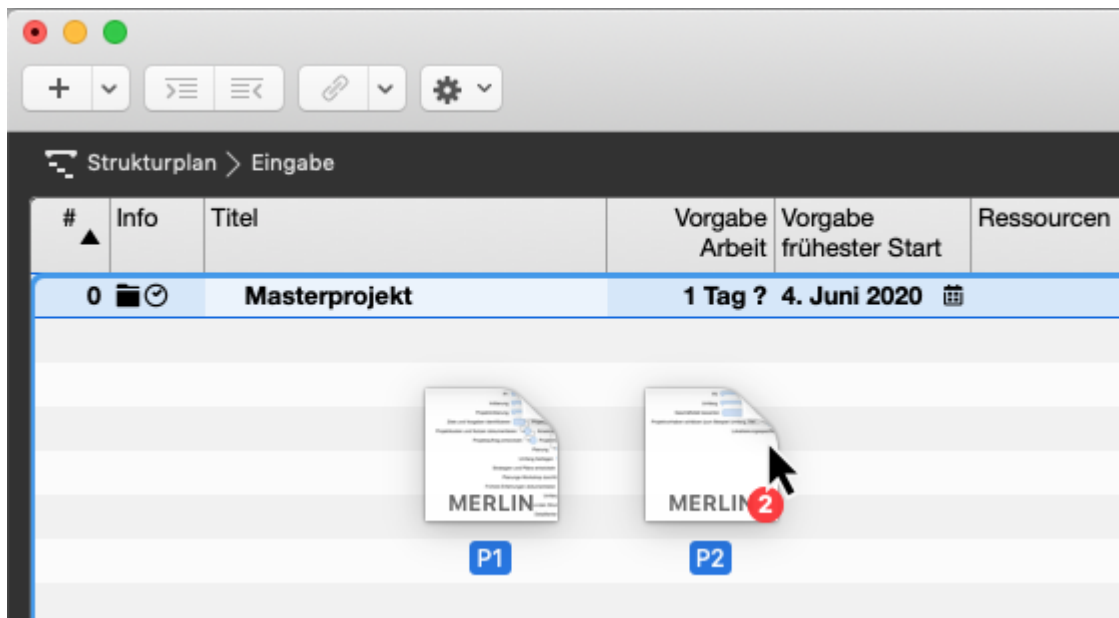 Strukturplan > Eingabe
# Info Titel Vorgabe Arbeit Vorgabe frühester Start Ressourcen
0 Masterprojekt 1 Tag ? 4. Juni 2020
MERLIN MERLIN 2
P1 P2